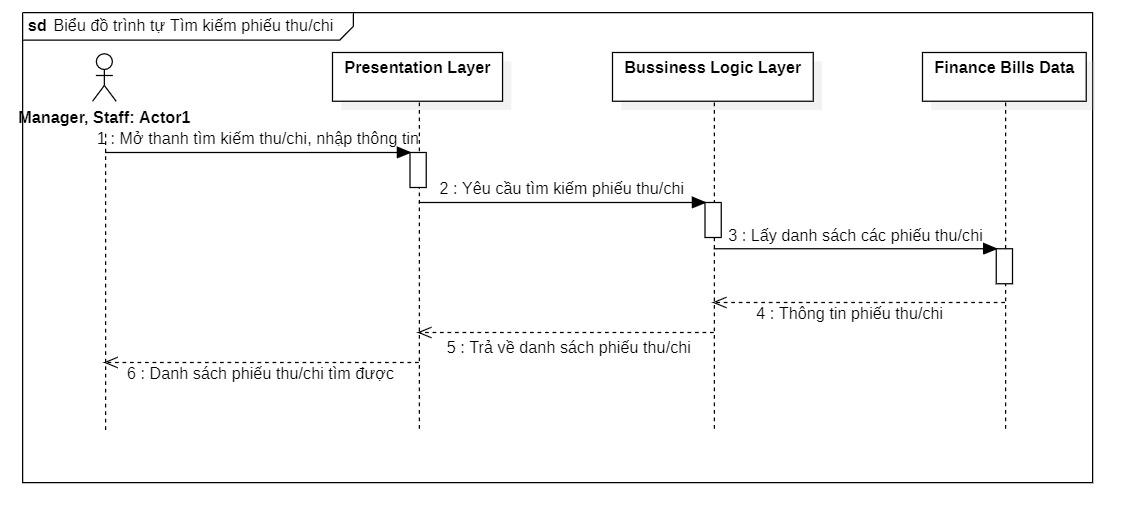 sd Biểu đồ trình tự Tìm kiếm phiếu thu/chi
Presentation Layer
Bussiness Logic Layer
Finance Bills Data
Manager, Staff: Actor1
1 : Mở thanh tìm kiếm thu/chi, nhập thông tin
2 : Yêu cầu tìm kiếm phiếu thu/chi
3 : Lấy danh sách các phiếu thu/chi
4 : Thông tin phiếu thu/chi
5 : Trả về danh sách phiếu thu/chi
6 : Danh sách phiếu thu/chi tìm được